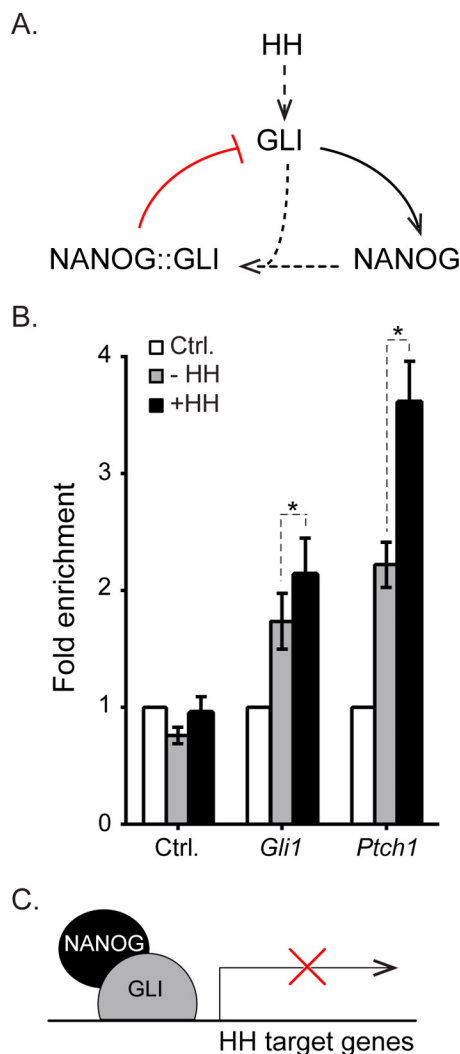 A.
HH
GLI
NANOG::GLI
NANOG
B.
Ctrl.
- HH
+HH
*
*
4
3
2
1
0
Fold enrichment
Ctrl.
Gli1
Ptch1
C.
NANOG
GLI
HH target genes